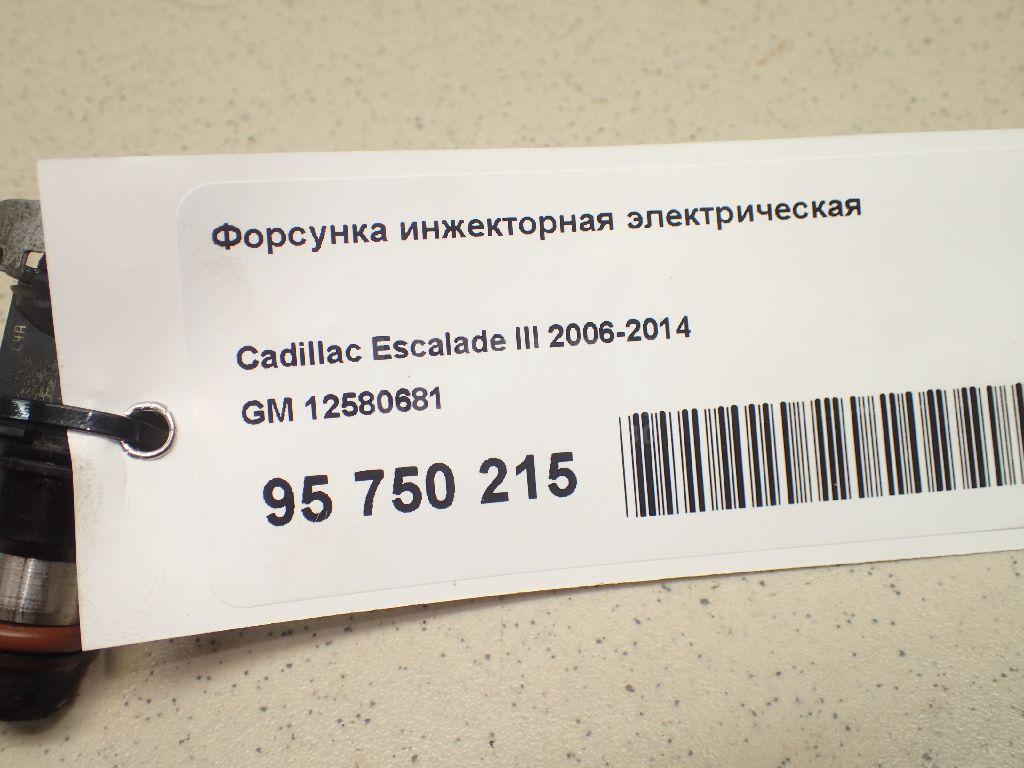 Форсунка инжекторная электрическая
Cadillac Escalade III 2006-2014
GM 12580681
95 750 215